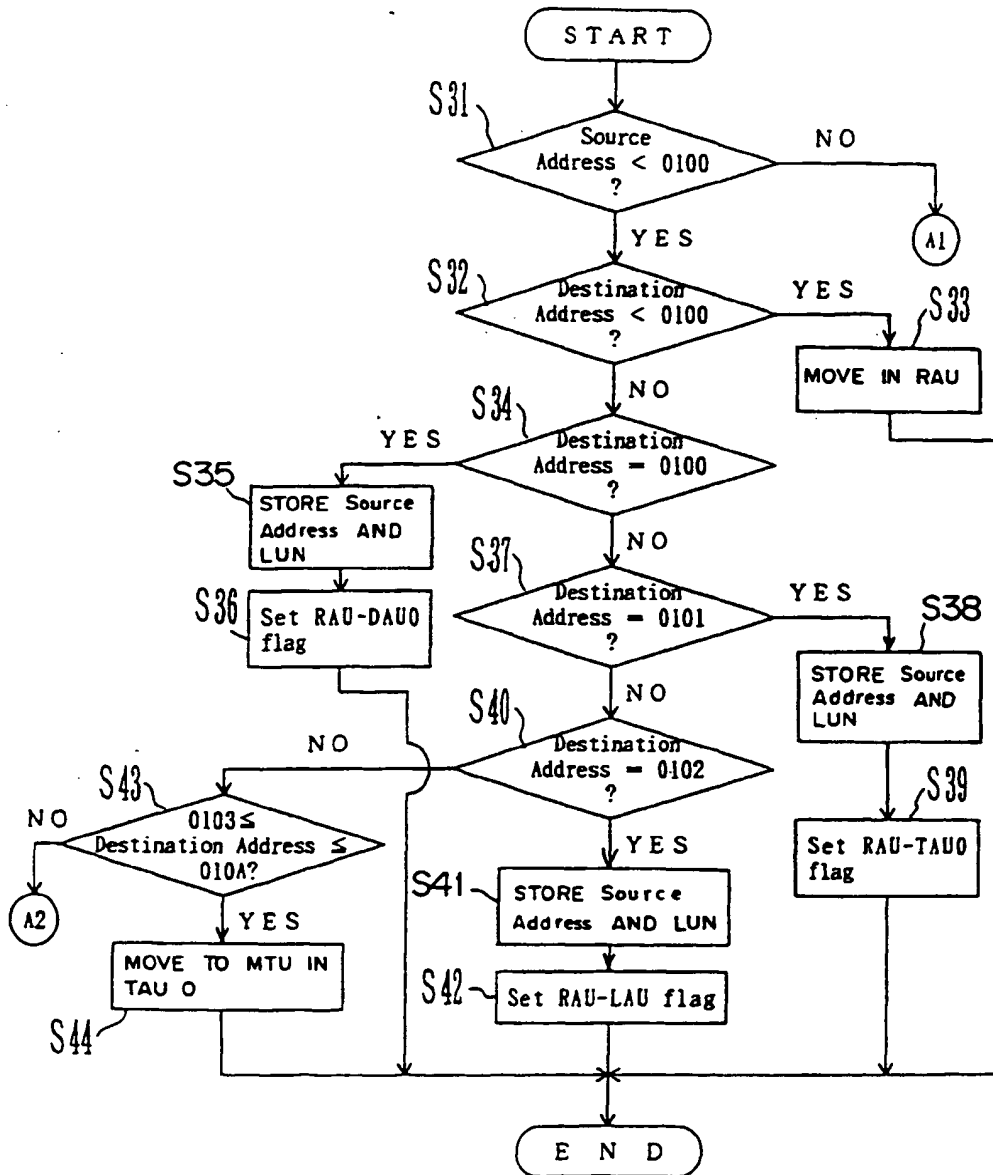 START
S31
Source
Address < 0100
?
NO
A1
YES
S32
Destination
Address < 0100
?
YES
S33
MOVE IN RAU
NO
S34
Destination
Address = 0100
?
YES
S35
STORE Source
Address AND
LUN
S36
Set RAU-DAU0
flag
NO
S37
Destination
Address = 0101
?
YES
S38
STORE Source
Address AND
LUN
S39
Set RAU-TAU0
flag
NO
S40
Destination
Address = 0102
?
NO
S43
0103≤
Destination Address ≤
010A?
NO
A2
YES
MOVE TO MTU IN
TAU 0
S44
YES
S41
STORE Source
Address AND LUN
S42
Set RAU-LAU flag
END